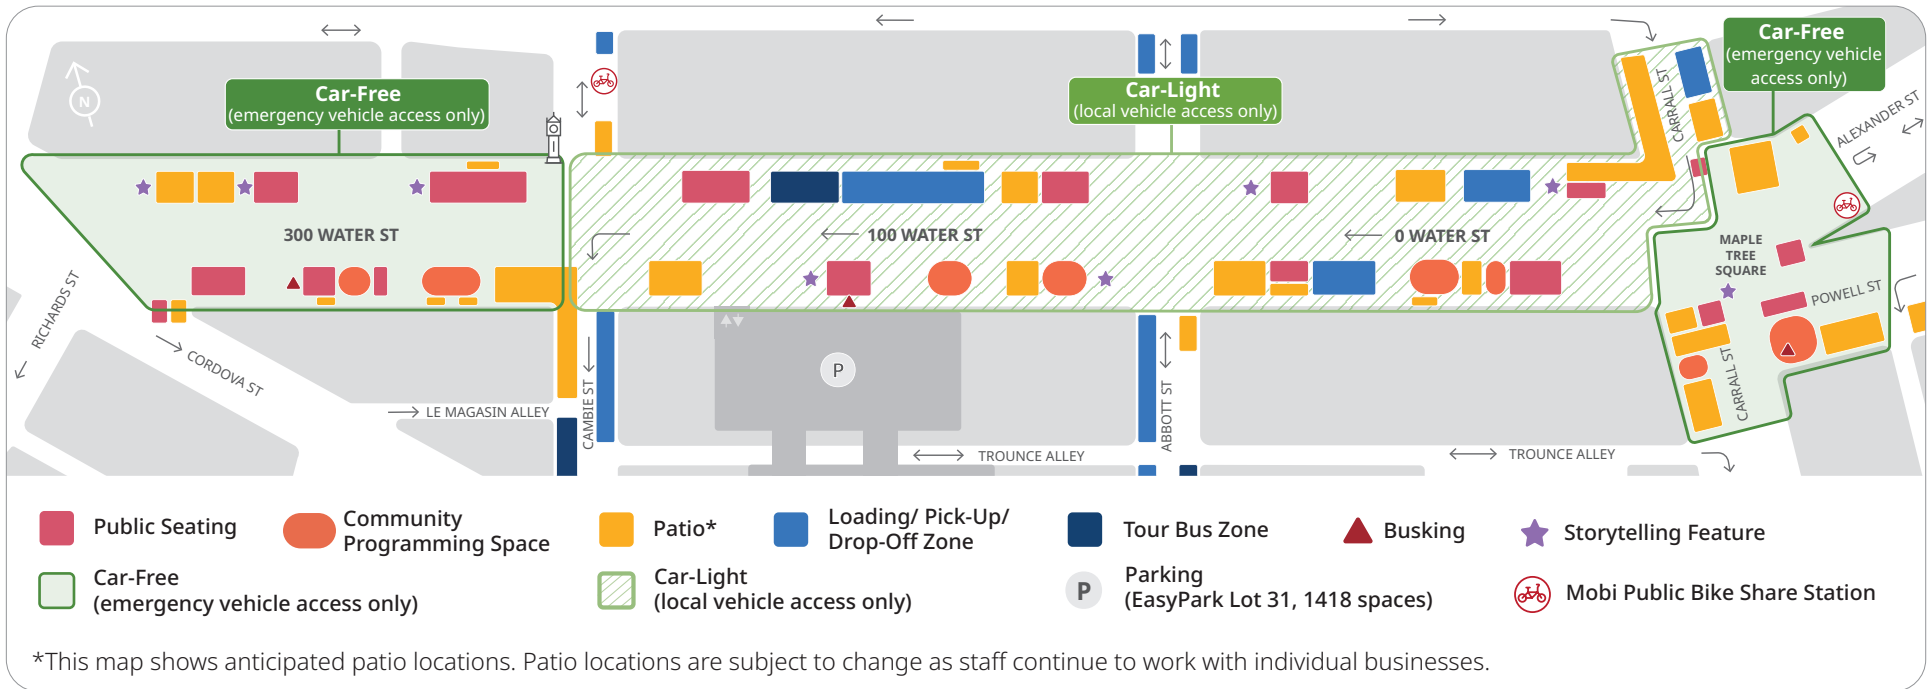 Car-Free
(emergency vehicle access only)
Car-Light
(local vehicle access only)
Car-Free
(emergency vehicle
access only)
N
CARRALL ST
ALEXANDER ST
300 WATER ST
100 WATER ST
0 WATER ST
MAPLE
TREE
SQUARE
POWELL ST
CARRALL ST
RICHARDS ST
CORDOVA ST
LE MAGASIN ALLEY
CAMBIE ST
P
ABBOTT ST
TROUNCE ALLEY
TROUNCE ALLEY
Public Seating
Community
Programming Space
Patio*
Loading/ Pick-Up/
Drop-Off Zone
Tour Bus Zone
Busking
Storytelling Feature
Car-Free
(emergency vehicle access only)
Car-Light
(local vehicle access only)
P
Parking
(EasyPark Lot 31, 1418 spaces)
Mobi Public Bike Share Station
*This map shows anticipated patio locations. Patio locations are subject to change as staff continue to work with individual businesses.